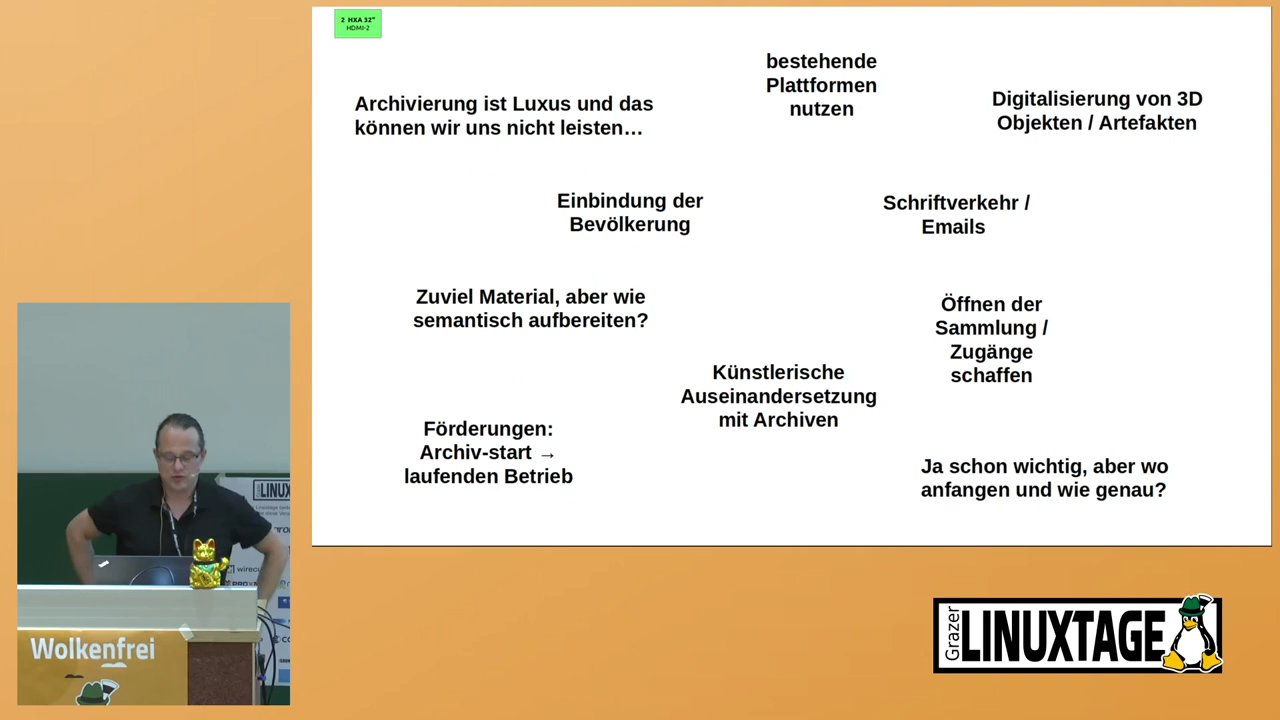 2 HXA 32"
HDMI-2
bestehende
Plattformen
nutzen
Archivierung ist Luxus und das
können wir uns nicht leisten…
Digitalisierung von 3D
Objekten / Artefakten
Einbindung der
Bevölkerung
Schriftverkehr /
Emails
Zuviel Material, aber wie
semantisch aufbereiten?
Öffnen der
Sammlung /
Zugänge
schaffen
Künstlerische
Auseinandersetzung
mit Archiven
Förderungen:
Archiv-start →
laufenden Betrieb
Ja schon wichtig, aber wo
anfangen und wie genau?
Wolkenfrei
Grazer
LINUXTAGE